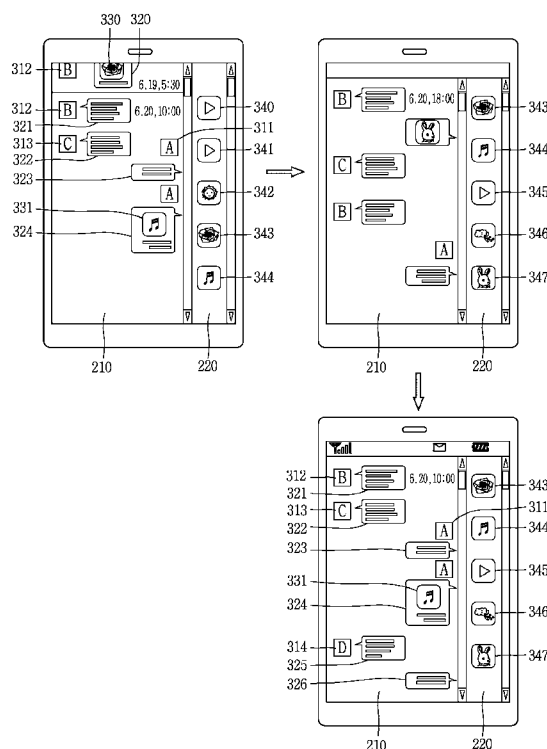 330 320
312 B 6.19,5:30
312 B 6.20,10:00 340
321 311
313 C A 341
322
323 A 342
331
324 343
344
210 220
B 6.20,18:00 343
344
C
345
B
346
A
347
210 220
312 B 6.20,10:00 343
321
313 C 311
322 A 344
323
A 345
331
324 346
314 D 347
325
326
210 220